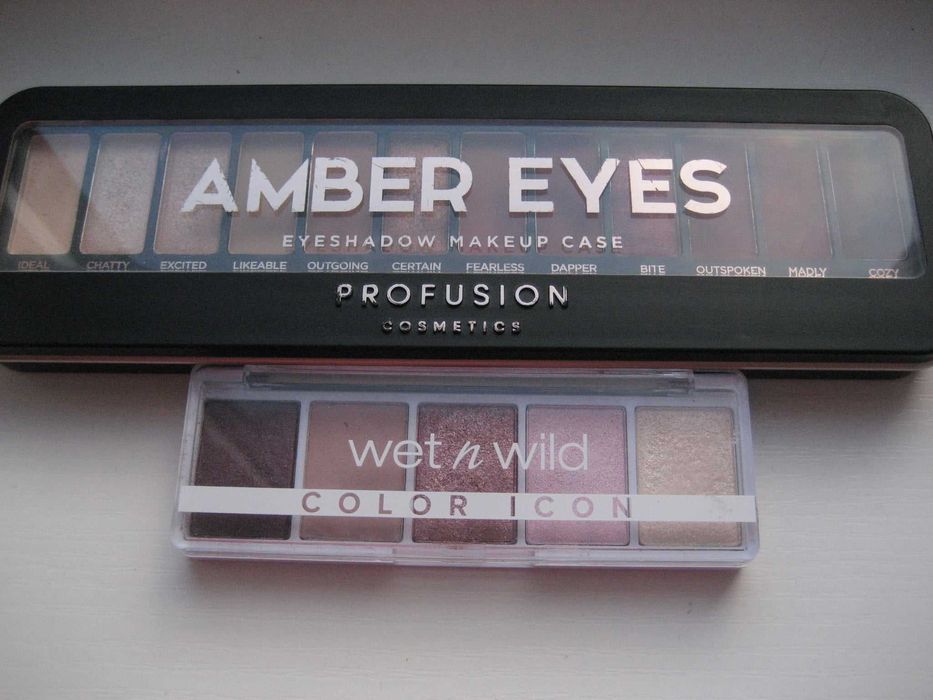 AMBER EYES
EYESHADOW MAKEUP CASE
IDEAL CHATTY EXCITED LIKEABLE OUTGOING CERTAIN FEARLESS DAPPER BITE OUTSPOKEN MADLY COZY
PROFUSION
COSMETICS
wet n wild
COLOR ICON